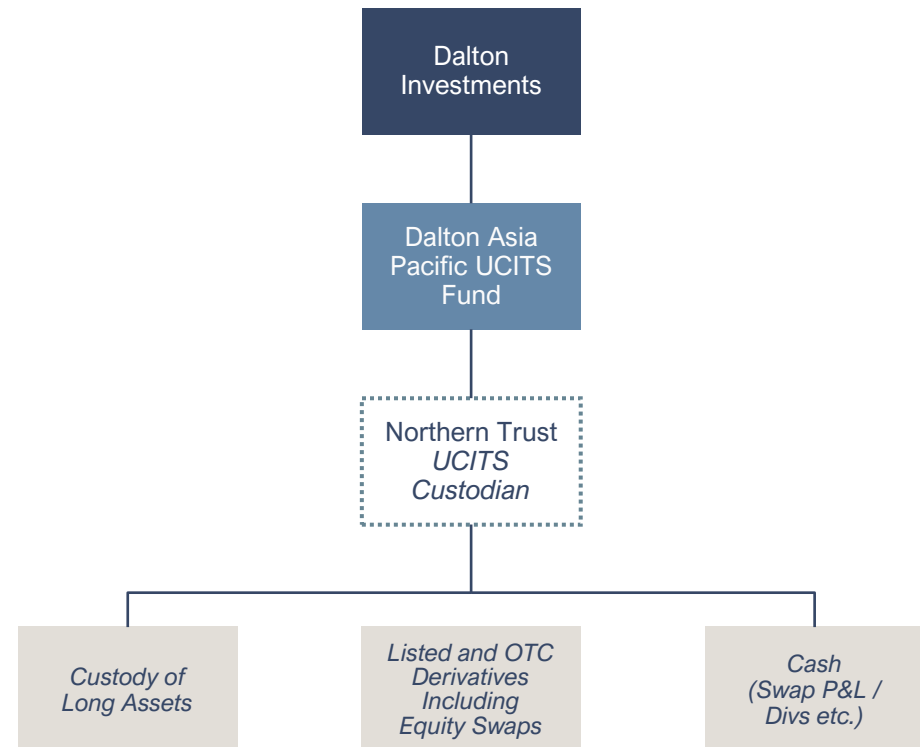 Dalton
Investments
Dalton Asia
Pacific UCITS
Fund
Northern Trust
UCITS
Custodian
Custody of
Long Assets
Listed and OTC
Derivatives
Including
Equity Swaps
Cash
(Swap P&L /
Divs etc.)